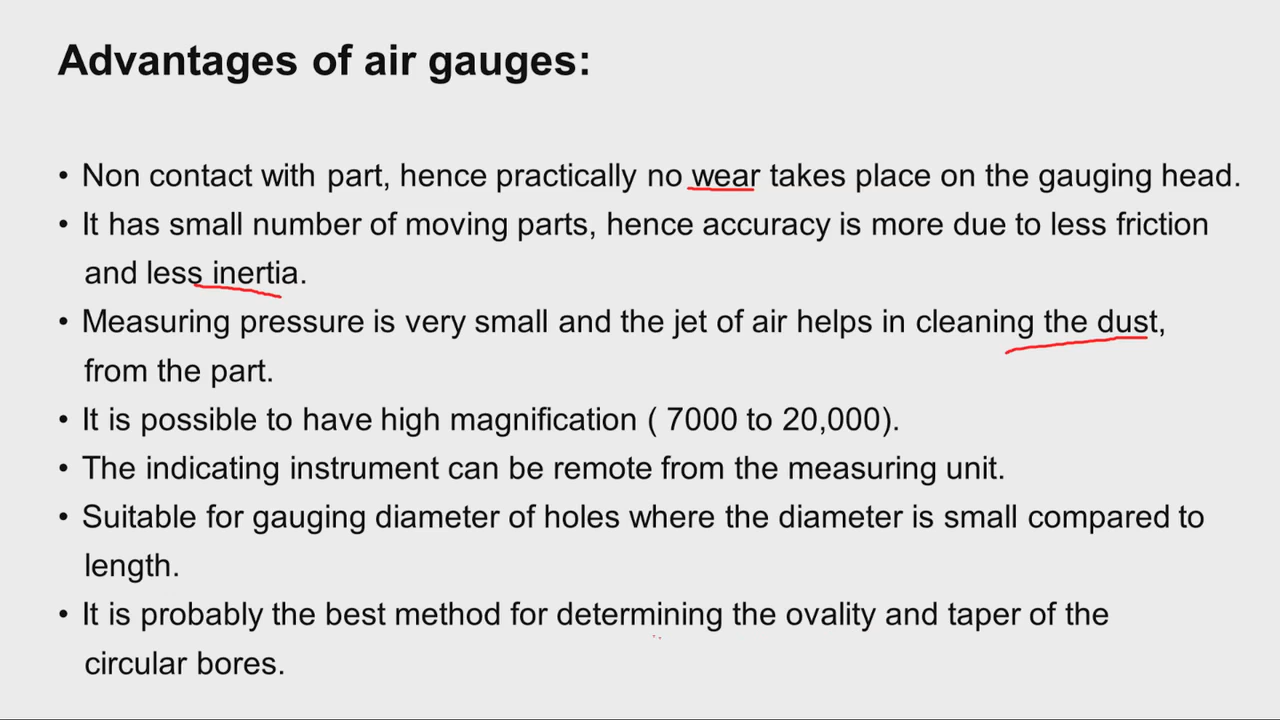 Advantages of air gauges:
• Non contact with part, hence practically no wear takes place on the gauging head.
• It has small number of moving parts, hence accuracy is more due to less friction
and less inertia.
• Measuring pressure is very small and the jet of air helps in cleaning the dust,
from the part.
• It is possible to have high magnification ( 7000 to 20,000).
• The indicating instrument can be remote from the measuring unit.
• Suitable for gauging diameter of holes where the diameter is small compared to
length.
• It is probably the best method for determining the ovality and taper of the
circular bores.